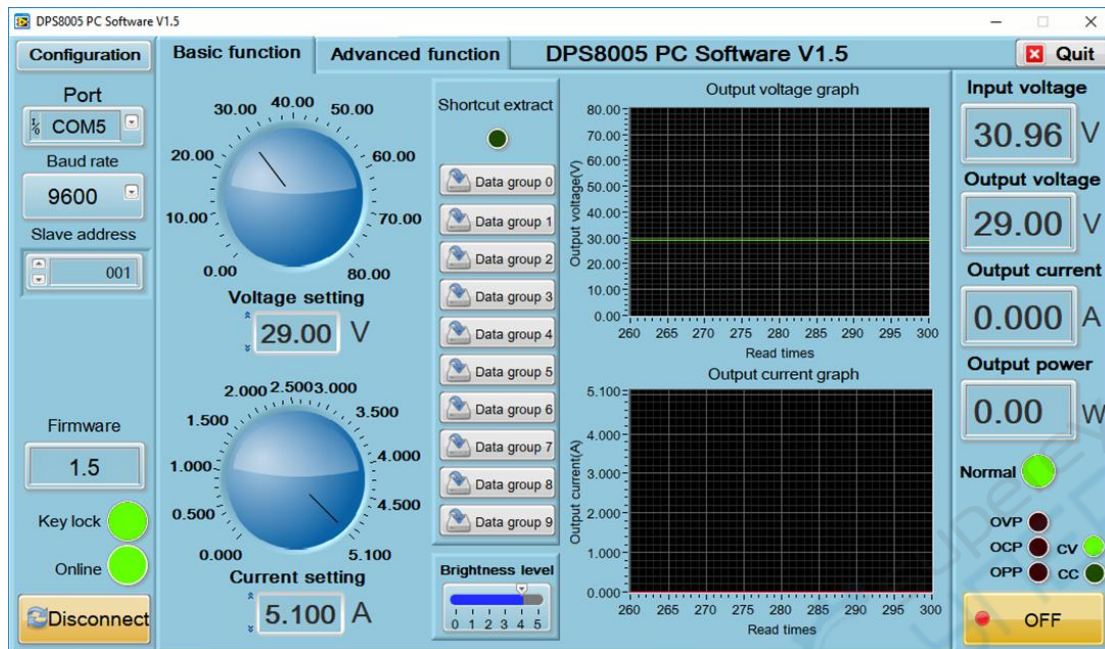 DPS8005 PC Software V1.5
Configuration
Basic function
Advanced function
DPS8005 PC Software V1.5
Quit
Port
COM5
Baud rate
9600
Slave address
001
Firmware
1.5
Key lock
Online
Disconnect
30.00 40.00 50.00
20.00 60.00
10.00 70.00
0.00 80.00
Voltage setting
29.00 V
2.000 2.500 3.000
1.500 3.500
1.000 4.000
0.500 4.500
0.000 5.100
Current setting
5.100 A
Shortcut extract
Data group 0
Data group 1
Data group 2
Data group 3
Data group 4
Data group 5
Data group 6
Data group 7
Data group 8
Data group 9
Brightness level
0 1 2 3 4 5
Output voltage graph
Output voltage(V)
80.00
70.00
60.00
50.00
40.00
30.00
20.00
10.00
0.00
260 265 270 275 280 285 290 295 300
Read times
Output current graph
Output current(A)
5.100
4.000
3.000
2.000
1.000
0.000
260 265 270 275 280 285 290 295 300
Read times
Input voltage
30.96 V
Output voltage
29.00 V
Output current
0.000 A
Output power
0.00 W
Normal
OVP
OCP CV
OPP CC
OFF